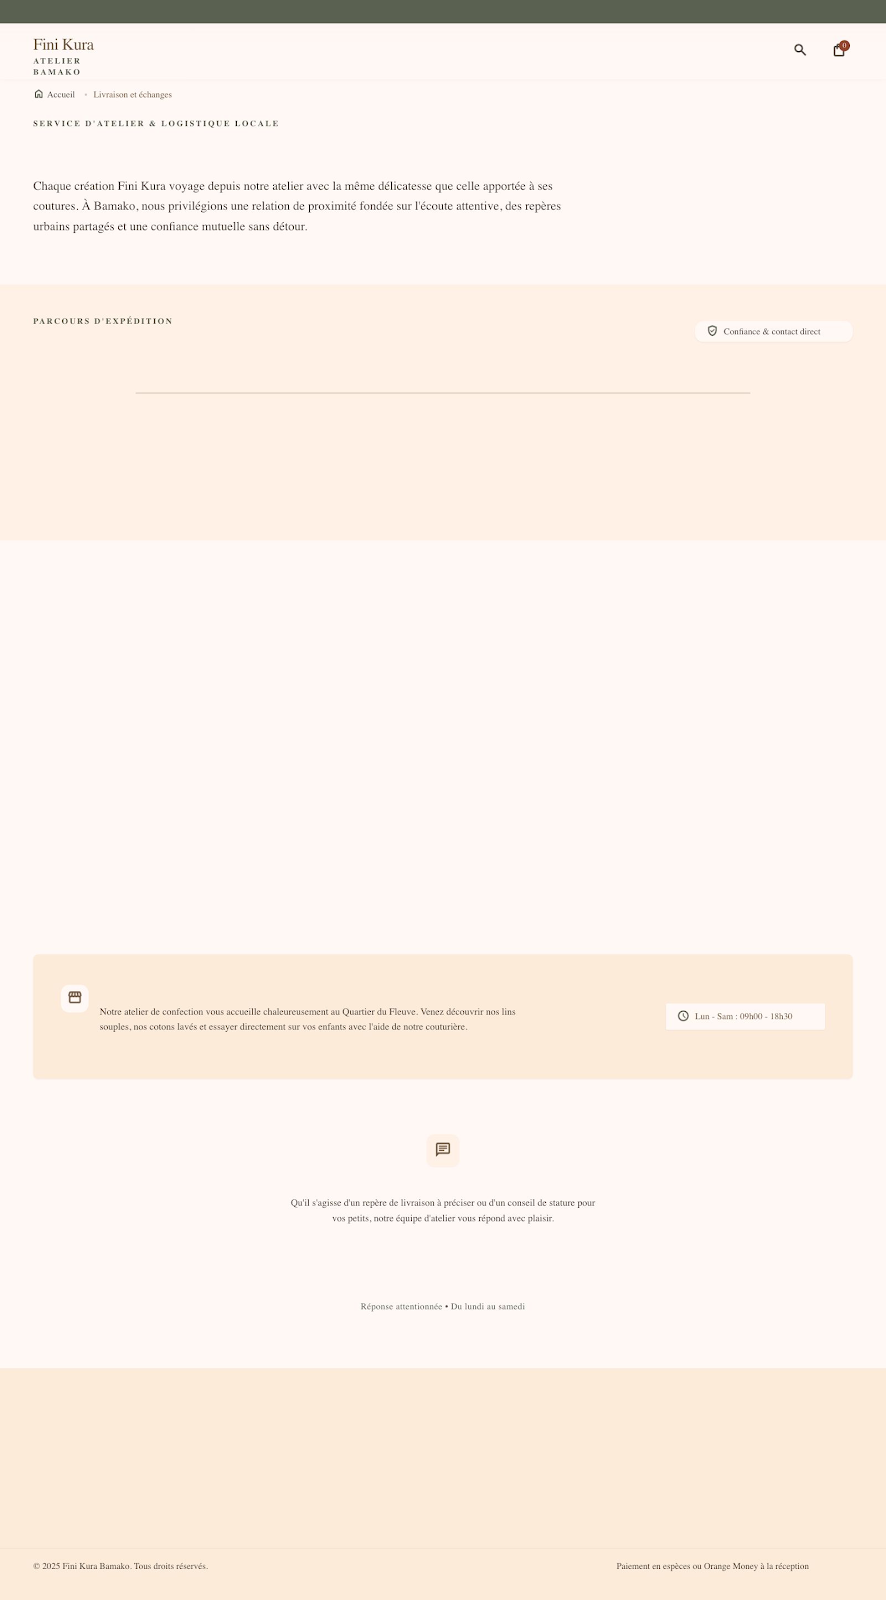 Fini Kura
ATELIER
BAMAKO
0
Accueil • Livraison et échanges
SERVICE D'ATELIER & LOGISTIQUE LOCALE
Chaque création Fini Kura voyage depuis notre atelier avec la même délicatesse que celle apportée à ses
coutures. À Bamako, nous privilégions une relation de proximité fondée sur l'écoute attentive, des repères
urbains partagés et une confiance mutuelle sans détour.
PARCOURS D'EXPÉDITION
Confiance & contact direct
Notre atelier de confection vous accueille chaleureusement au Quartier du Fleuve. Venez découvrir nos lins
souples, nos cotons lavés et essayer directement sur vos enfants avec l'aide de notre couturière.
Lun - Sam : 09h00 - 18h30
Qu'il s'agisse d'un repère de livraison à préciser ou d'un conseil de stature pour
vos petits, notre équipe d'atelier vous répond avec plaisir.
Réponse attentionnée • Du lundi au samedi
© 2025 Fini Kura Bamako. Tous droits réservés.
Paiement en espèces ou Orange Money à la réception